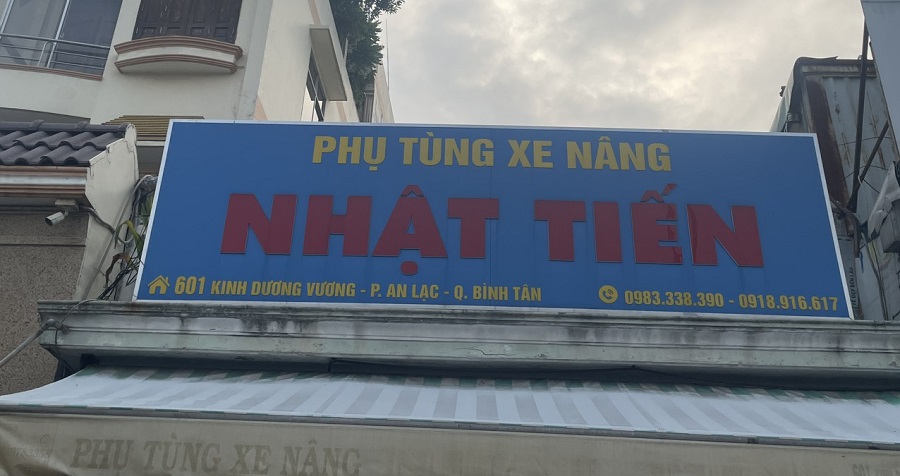 PHỤ TÙNG XE NÂNG
NHẬT TIẾN
601 KINH DƯƠNG VƯƠNG - P. AN LẠC - Q. BÌNH TÂN
0983.338.390 - 0918.916.617
PHỤ TÙNG XE NÂNG